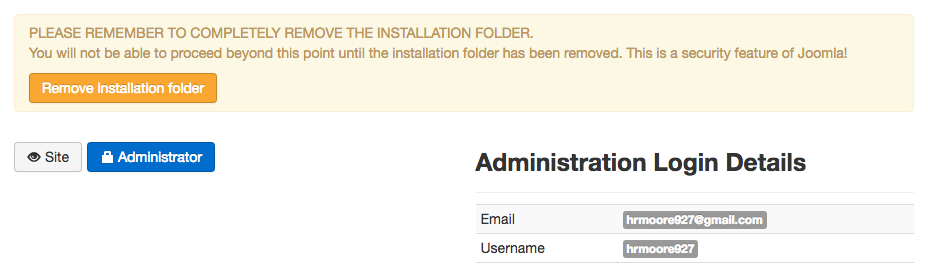 PLEASE REMEMBER TO COMPLETELY REMOVE THE INSTALLATION FOLDER.
You will not be able to proceed beyond this point until the installation folder has been removed. This is a security feature of Joomla!
Remove installation folder
Site
Administrator
Administration Login Details
Email hrmoore927@gmail.com
Username hrmoore927